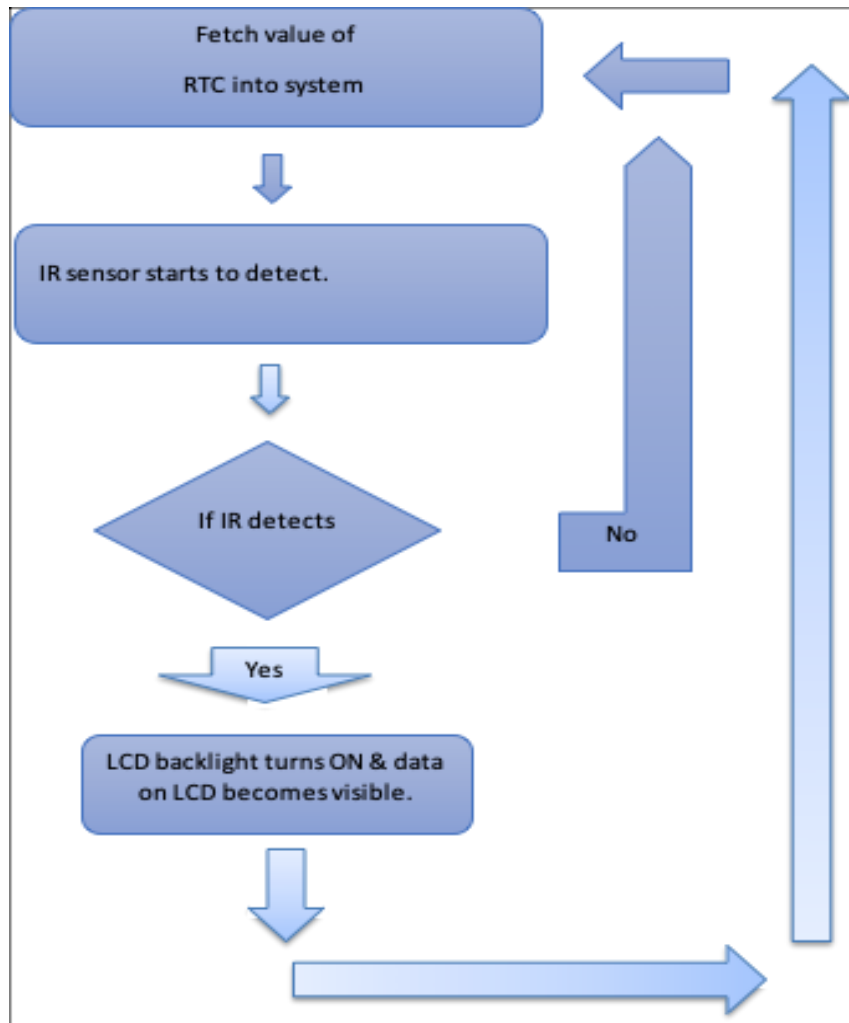 Fetch value of
RTC into system
IR sensor starts to detect.
If IR detects
No
Yes
LCD backlight turns ON & data
on LCD becomes visible.